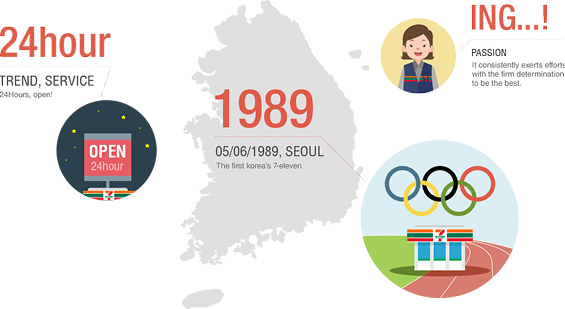 24hour
TREND, SERVICE
24Hours, open!
OPEN
24hour
1989
05/06/1989, SEOUL
The first korea's 7-eleven
ING...!
PASSION
It consistently exerts efforts
with the firm determination
to be the best.